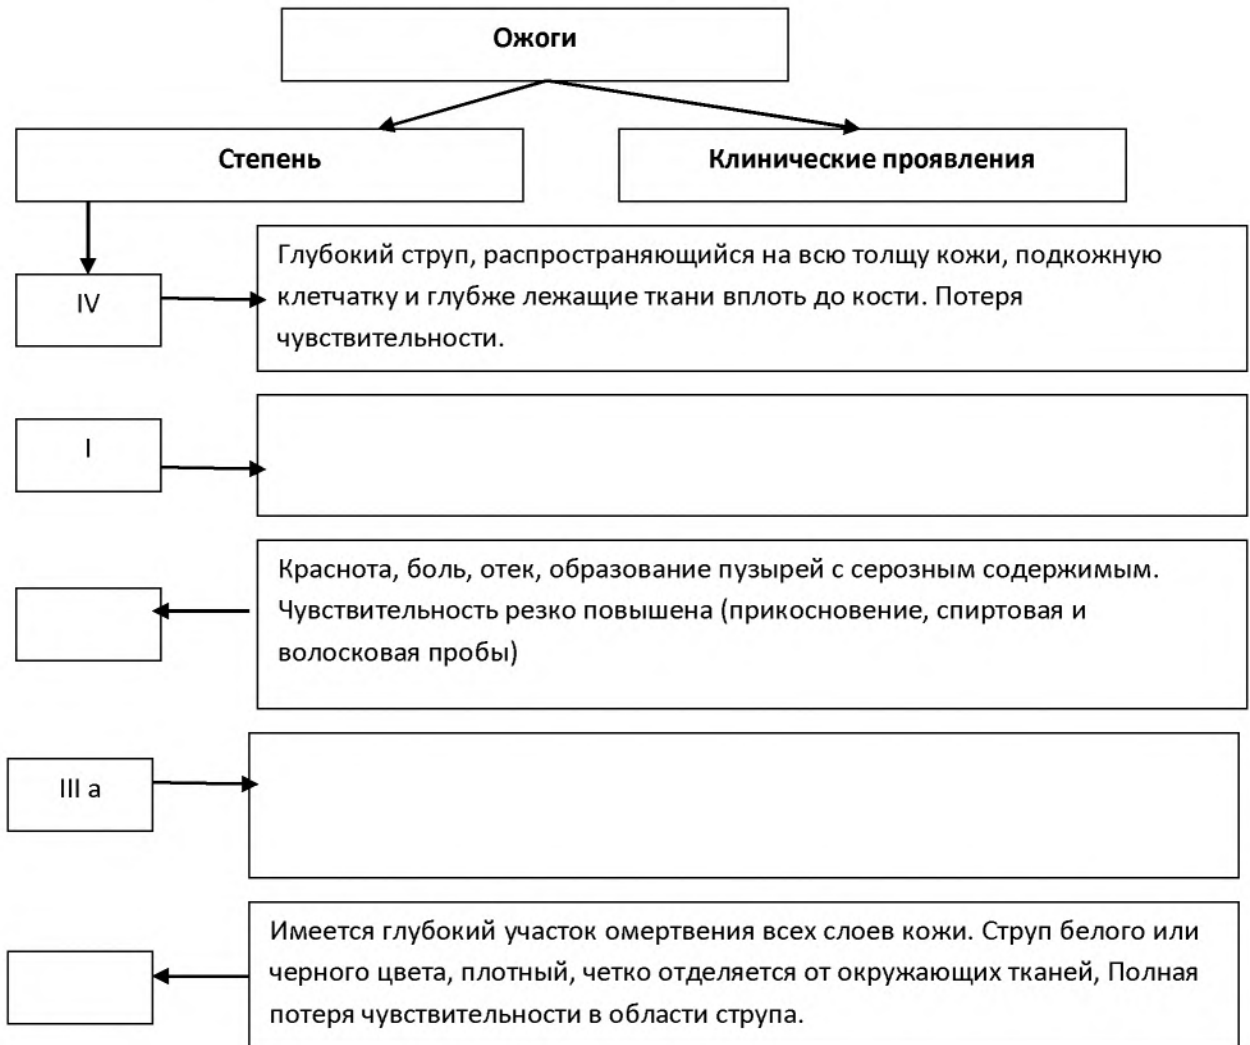 Ожоги
Степень
Клинические проявления
IV
Глубокий струп, распространяющийся на всю толщу кожи, подкожную
клетчатку и глубже лежащие ткани вплоть до кости. Потеря
чувствительности.
I
Краснота, боль, отек, образование пузырей с серозным содержимым.
Чувствительность резко повышена (прикосновение, спиртовая и
волосковая пробы)
III а
Имеется глубокий участок омертвения всех слоев кожи. Струп белого или
черного цвета, плотный, четко отделяется от окружающих тканей, Полная
потеря чувствительности в области струпа.